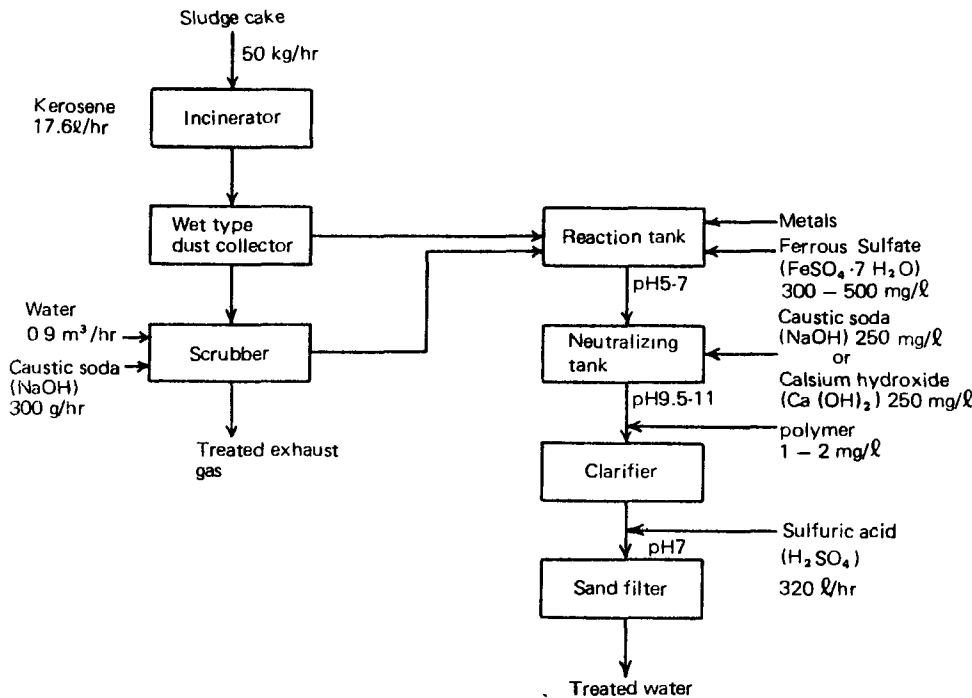 Sludge cake
50 kg/hr
Kerosene
17.6ℓ/hr
Incinerator
Wet type
dust collector
Water
0 9 m³/hr
Caustic soda
(NaOH)
300 g/hr
Scrubber
Treated exhaust
gas
Reaction tank
Metals
Ferrous Sulfate
(FeSO₄·7 H₂O)
300 – 500 mg/ℓ
pH5-7
Neutralizing
tank
Caustic soda
(NaOH) 250 mg/ℓ
or
Calsium hydroxide
(Ca (OH)₂) 250 mg/ℓ
pH9.5-11
polymer
1 – 2 mg/ℓ
Clarifier
Sulfuric acid
(H₂SO₄)
320 ℓ/hr
pH7
Sand filter
Treated water